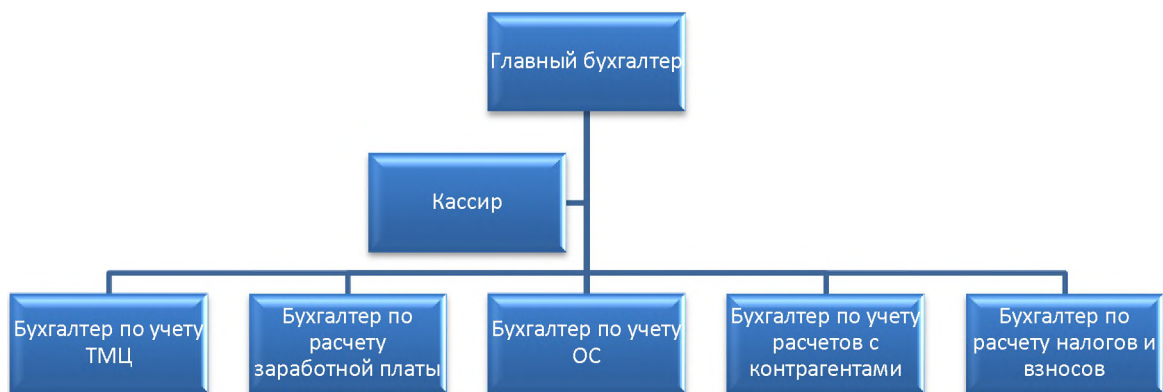 Главный бухгалтер
Кассир
Бухгалтер по учету
ТМЦ
Бухгалтер по
расчету
заработной платы
Бухгалтер по учету
ОС
Бухгалтер по учету
расчетов с
контрагентами
Бухгалтер по
расчету налогов и
взносов